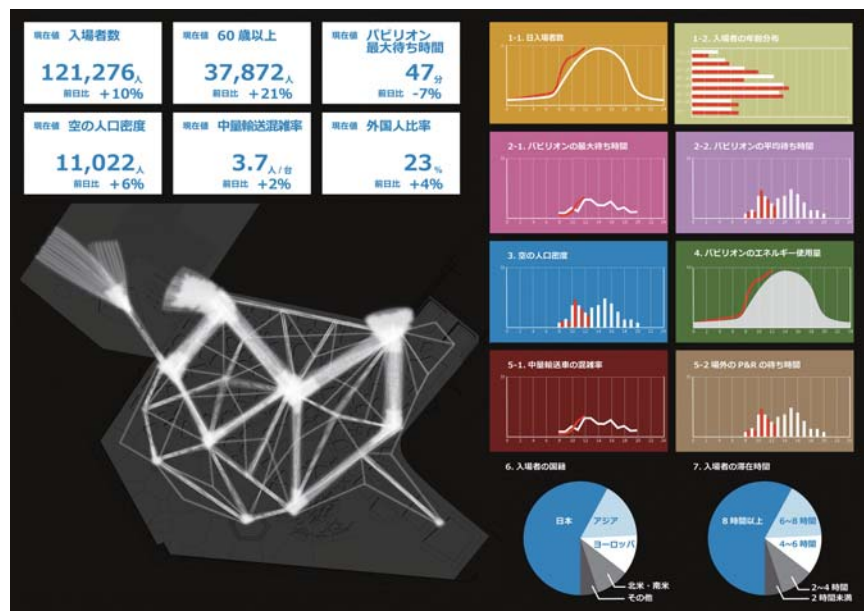 現在値 入場者数
121,276人
前日比 +10%
現在値 60歳以上
37,872人
前日比 +21%
現在値 パビリオン
最大待ち時間
47分
前日比 -7%
現在値 空の人口密度
11,022人
前日比 +6%
現在値 中量輸送混雑率
3.7人/台
前日比 +2%
現在値 外国人比率
23%
前日比 +4%
1-1. 日入場者数
1-2. 入場者の年齢分布
2-1. パビリオンの最大待ち時間
2-2. パビリオンの平均待ち時間
3. 空の人口密度
4. パビリオンのエネルギー使用量
5-1. 中量輸送車の混雑率
5-2 場外の P&R の待ち時間
6. 入場者の国籍
日本
アジア
ヨーロッパ
北米・南米
その他
7. 入場者の滞在時間
8時間以上
6~8時間
4~6時間
2~4時間
2時間未満